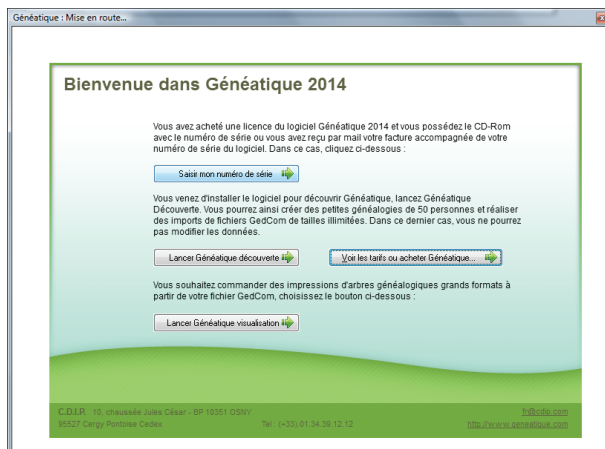 Généatique : Mise en route...
Bienvenue dans Généatique 2014
Vous avez acheté une licence du logiciel Généatique 2014 et vous possédez le CD-Rom
avec le numéro de série ou vous avez reçu par mail votre facture accompagnée de votre
numéro de série du logiciel. Dans ce cas, cliquez ci-dessous :
Saisir mon numéro de série
Vous venez d'installer le logiciel pour découvrir Généatique, lancez Généatique
Découverte. Vous pourrez ainsi créer des petites généalogies de 50 personnes et réaliser
des imports de fichiers GedCom de tailles illimitées. Dans ce dernier cas, vous ne pourrez
pas modifier les données.
Lancer Généatique découverte
Voir les tarifs ou acheter Généatique...
Vous souhaitez commander des impressions d'arbres généalogiques grands formats à
partir de votre fichier GedCom, choisissez le bouton ci-dessous :
Lancer Généatique visualisation
C.D.I.P. 10, chaussée Jules César - BP 10351 OSNY
fr@cdip.com
95527 Cergy Pontoise Cedex
Tel : (+33).01.34.39.12.12
http://www.geneatique.com